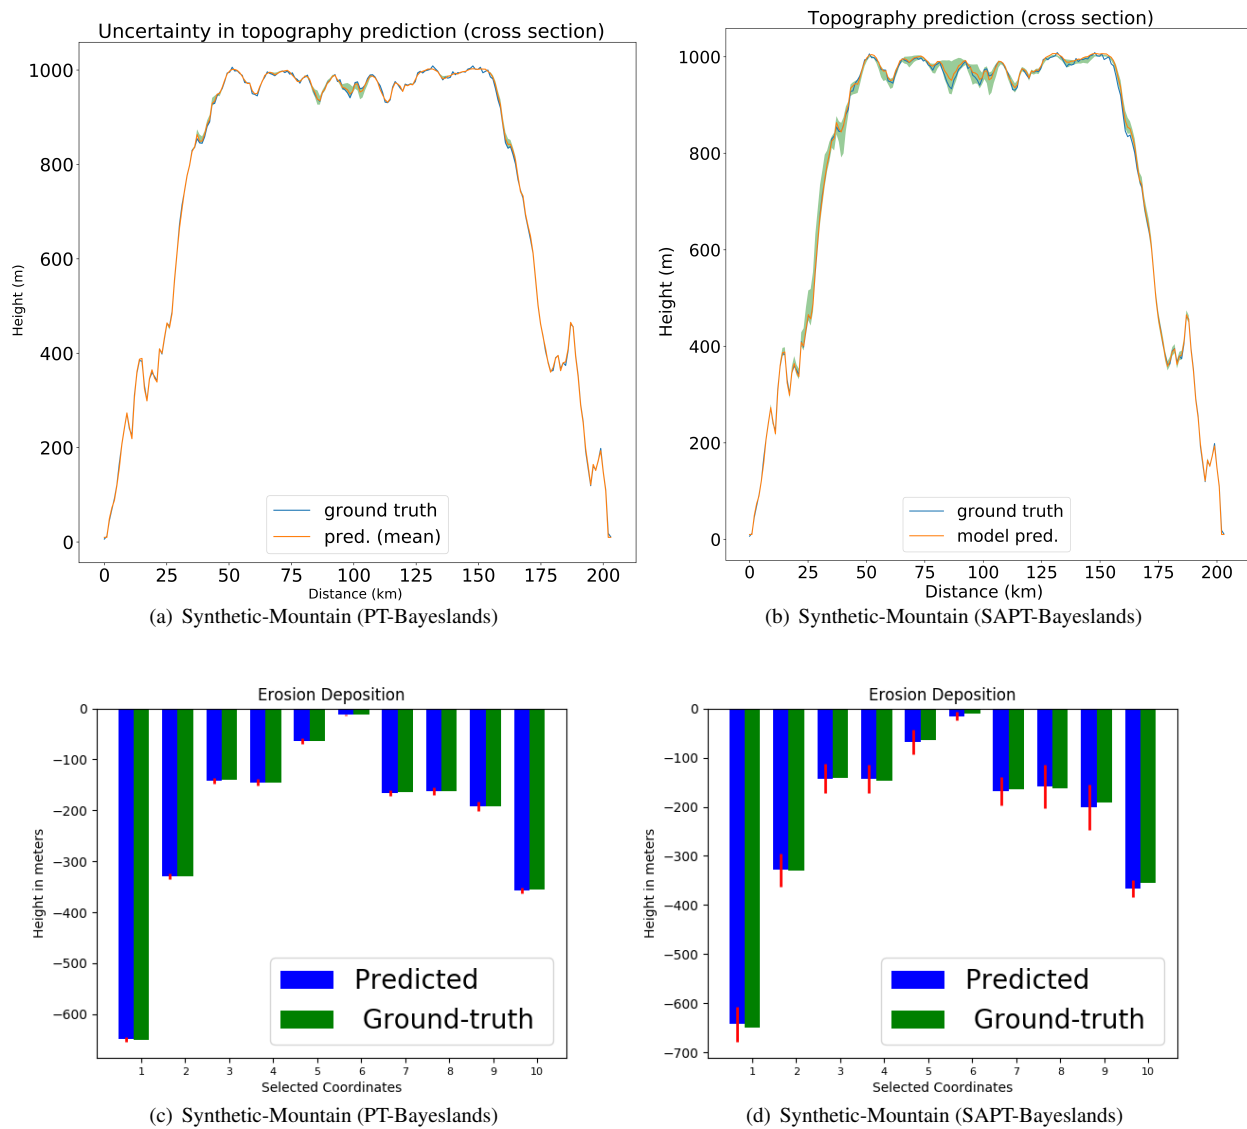 Uncertainty in topography prediction (cross section)
1000
800
600
400
200
0
Height (m)
ground truth
pred. (mean)
0 25 50 75 100 125 150 175 200
Distance (km)
(a) Synthetic-Mountain (PT-Bayeslands)
Topography prediction (cross section)
1000
800
600
400
200
0
Height (m)
ground truth
model pred.
0 25 50 75 100 125 150 175 200
Distance (km)
(b) Synthetic-Mountain (SAPT-Bayeslands)
Erosion Deposition
0
−100
−200
−300
−400
−500
−600
Height in meters
Predicted
Ground-truth
1 2 3 4 5 6 7 8 9 10
Selected Coordinates
(c) Synthetic-Mountain (PT-Bayeslands)
Erosion Deposition
0
−100
−200
−300
−400
−500
−600
−700
Height in meters
Predicted
Ground-truth
1 2 3 4 5 6 7 8 9 10
Selected Coordinates
(d) Synthetic-Mountain (SAPT-Bayeslands)